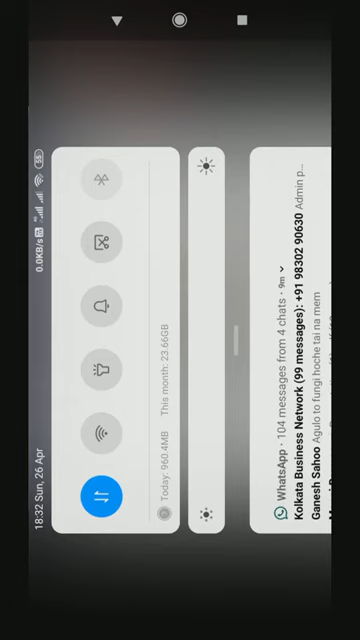 18:32 Sun, 26 Apr
0.0KB/s
55
Today: 960.4MB
This month: 23.66GB
WhatsApp · 104 messages from 4 chats · 9m
Kolkata Business Network (99 messages): +91 98302 90630 Admin p...
Ganesh Sahoo Agulo to fungi hoche tai na mem